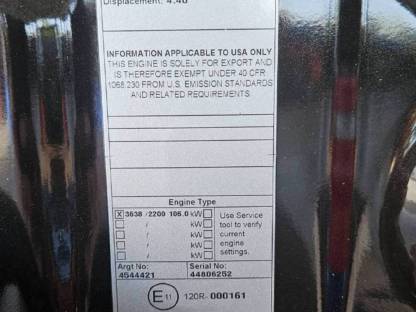 Displacement: 4.40
INFORMATION APPLICABLE TO USA ONLY
THIS ENGINE IS SOLELY FOR EXPORT AND
IS THEREFORE EXEMPT UNDER 40 CFR
1068.230 FROM U.S. EMISSION STANDARDS
AND RELATED REQUIREMENTS
Engine Type
X 3638 / 2200 106.0 kW
/ kW
/ kW
/ kW
/ kW
Use Service
tool to verify
current
engine
settings.
Argt No: Serial No:
4544421 44806252
E 11 120R- 000161